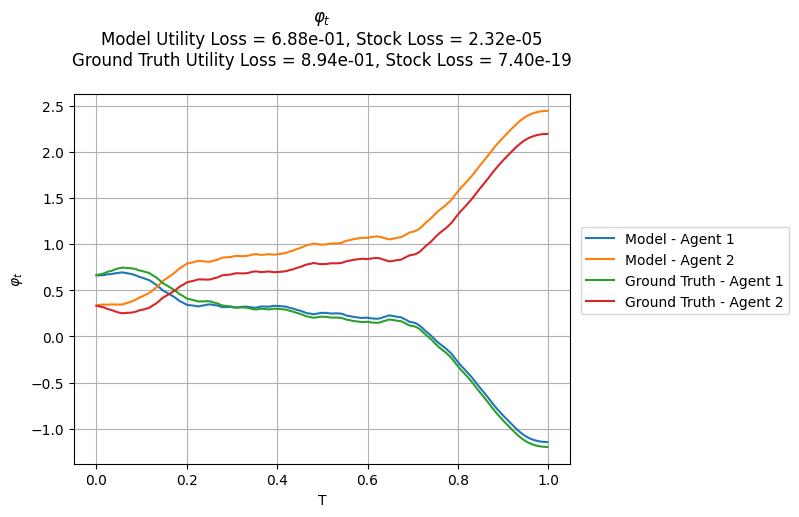 φₜ
Model Utility Loss = 6.88e-01, Stock Loss = 2.32e-05
Ground Truth Utility Loss = 8.94e-01, Stock Loss = 7.40e-19
φₜ
2.5
2.0
1.5
1.0
0.5
0.0
−0.5
−1.0
0.0 0.2 0.4 0.6 0.8 1.0
T
Model - Agent 1
Model - Agent 2
Ground Truth - Agent 1
Ground Truth - Agent 2